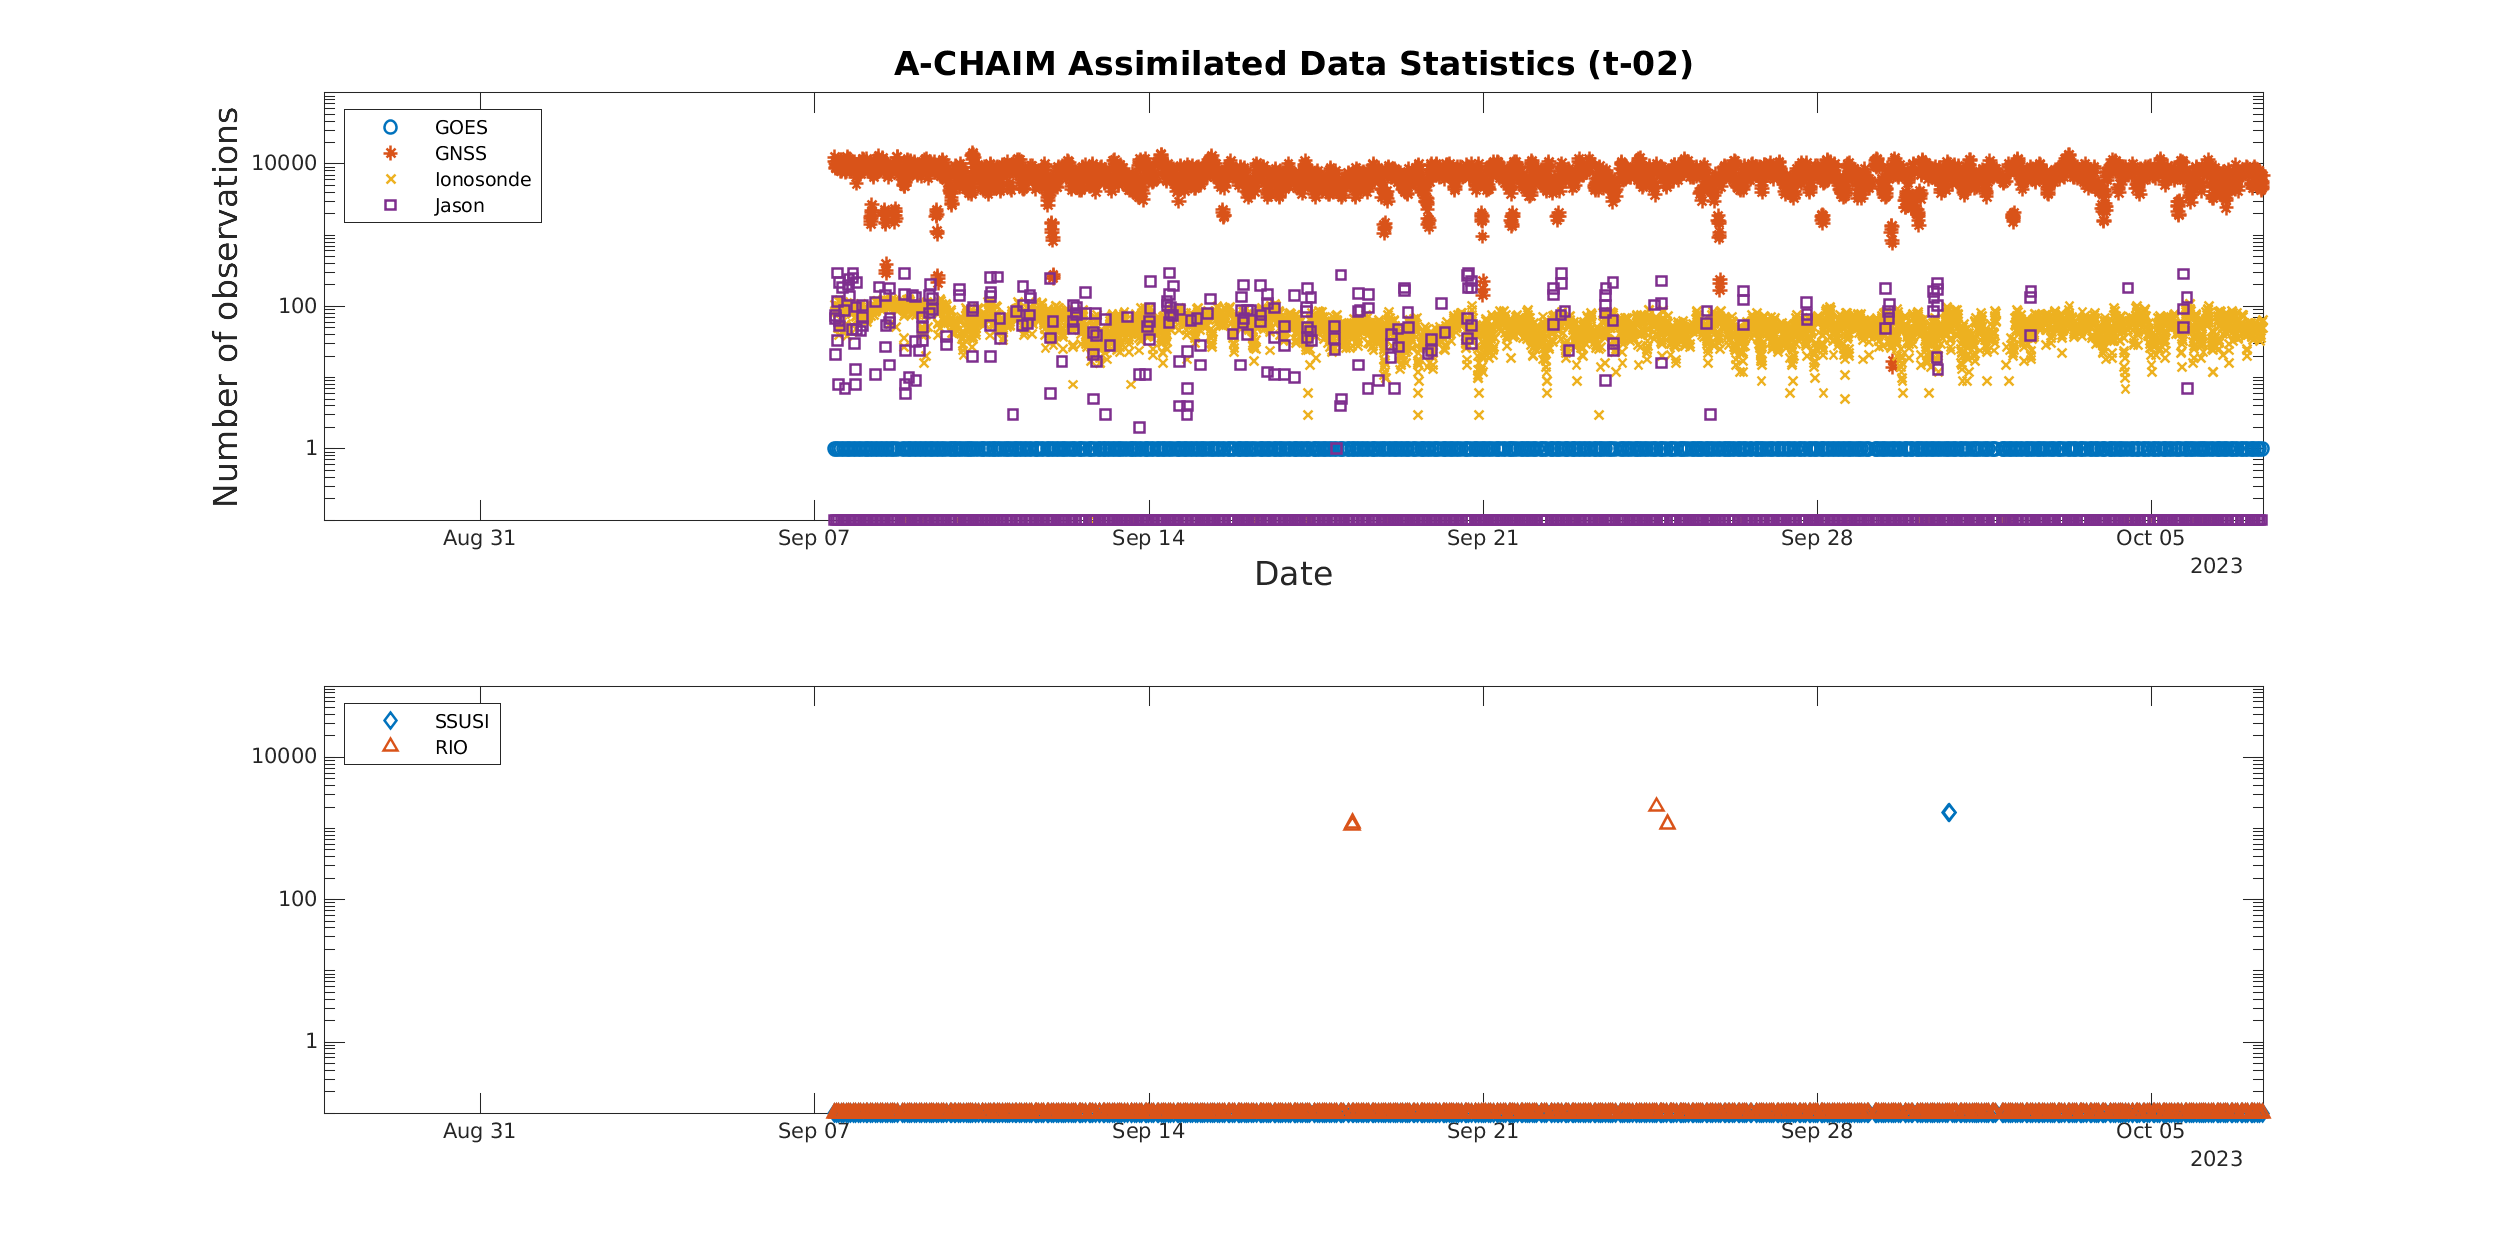 A-CHAIM Assimilated Data Statistics (t-02)
Number of observations
10000
100
1
GOES
GNSS
Ionosonde
Jason
Aug 31
Sep 07
Sep 14
Sep 21
Sep 28
Oct 05
2023
Date
10000
100
1
SSUSI
RIO
Aug 31
Sep 07
Sep 14
Sep 21
Sep 28
Oct 05
2023